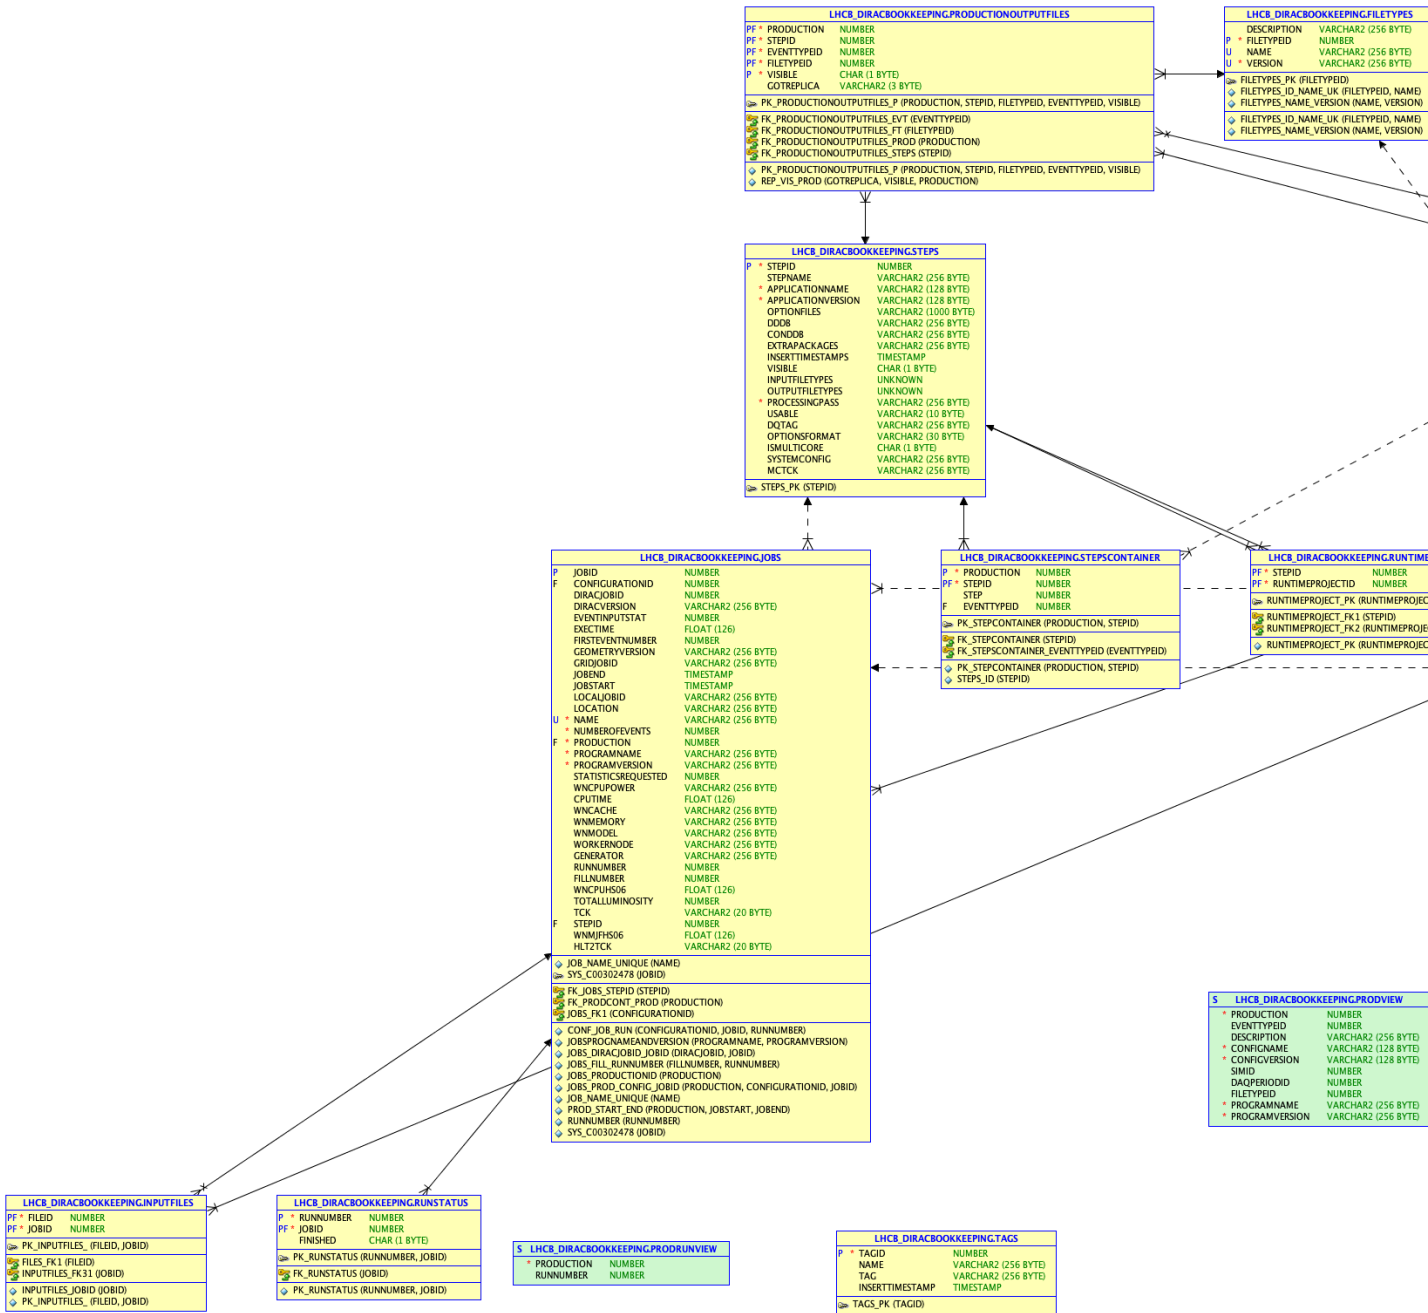 LHCB_DIRACBOOKKEEPING.PRODUCTIONOUTPUTFILES
PF * PRODUCTION NUMBER
PF * STEPID NUMBER
PF * EVENTTYPEID NUMBER
PF * FILETYPEID NUMBER
P * VISIBLE CHAR (1 BYTE)
GOTREPLICA VARCHAR2 (3 BYTE)
PK_PRODUCTIONOUTPUTFILES_P (PRODUCTION, STEPID, FILETYPEID, EVENTTYPEID, VISIBLE)
FK_PRODUCTIONOUTPUTFILES_EVT (EVENTTYPEID)
FK_PRODUCTIONOUTPUTFILES_FT (FILETYPEID)
FK_PRODUCTIONOUTPUTFILES_PROD (PRODUCTION)
FK_PRODUCTIONOUTPUTFILES_STEPS (STEPID)
PK_PRODUCTIONOUTPUTFILES_P (PRODUCTION, STEPID, FILETYPEID, EVENTTYPEID, VISIBLE)
REP_VIS_PROD (GOTREPLICA, VISIBLE, PRODUCTION)
LHCB_DIRACBOOKKEEPING.FILETYPES
DESCRIPTION VARCHAR2 (256 BYTE)
P * FILETYPEID NUMBER
U NAME VARCHAR2 (256 BYTE)
U * VERSION VARCHAR2 (256 BYTE)
FILETYPES_PK (FILETYPEID)
FILETYPES_ID_NAME_UK (FILETYPEID, NAME)
FILETYPES_NAME_VERSION (NAME, VERSION)
FILETYPES_ID_NAME_UK (FILETYPEID, NAME)
FILETYPES_NAME_VERSION (NAME, VERSION)
LHCB_DIRACBOOKKEEPING.STEPS
P * STEPID NUMBER
STEPNAME VARCHAR2 (256 BYTE)
* APPLICATIONNAME VARCHAR2 (128 BYTE)
* APPLICATIONVERSION VARCHAR2 (128 BYTE)
OPTIONFILES VARCHAR2 (1000 BYTE)
DDDB VARCHAR2 (256 BYTE)
CONDDB VARCHAR2 (256 BYTE)
EXTRAPACKAGES VARCHAR2 (256 BYTE)
INSERTTIMESTAMPS TIMESTAMP
VISIBLE CHAR (1 BYTE)
INPUTFILETYPES UNKNOWN
OUTPUTFILETYPES UNKNOWN
* PROCESSINGPASS VARCHAR2 (256 BYTE)
USABLE VARCHAR2 (10 BYTE)
DQTAG VARCHAR2 (256 BYTE)
OPTIONSFORMAT VARCHAR2 (30 BYTE)
ISMULTICORE CHAR (1 BYTE)
SYSTEMCONFIG VARCHAR2 (256 BYTE)
MCTCK VARCHAR2 (256 BYTE)
STEPS_PK (STEPID)
LHCB_DIRACBOOKKEEPING.JOBS
P JOBID NUMBER
F CONFIGURATIONID NUMBER
DIRACJOBID NUMBER
DIRACVERSION VARCHAR2 (256 BYTE)
EVENTINPUTSTAT NUMBER
EXECTIME FLOAT (126)
FIRSTEVENTNUMBER NUMBER
GEOMETRYVERSION VARCHAR2 (256 BYTE)
GRIDJOBID VARCHAR2 (256 BYTE)
JOBEND TIMESTAMP
JOBSTART TIMESTAMP
LOCALJOBID VARCHAR2 (256 BYTE)
LOCATION VARCHAR2 (256 BYTE)
U * NAME VARCHAR2 (256 BYTE)
* NUMBEROFEVENTS NUMBER
F * PRODUCTION NUMBER
* PROGRAMNAME VARCHAR2 (256 BYTE)
* PROGRAMVERSION VARCHAR2 (256 BYTE)
STATISTICSREQUESTED NUMBER
WNCPUPOWER VARCHAR2 (256 BYTE)
CPUTIME FLOAT (126)
WNCACHE VARCHAR2 (256 BYTE)
WNMEMORY VARCHAR2 (256 BYTE)
WNMODEL VARCHAR2 (256 BYTE)
WORKERNODE VARCHAR2 (256 BYTE)
GENERATOR VARCHAR2 (256 BYTE)
RUNNUMBER NUMBER
FILLNUMBER NUMBER
WNCPUHS06 FLOAT (126)
TOTALLUMINOSITY NUMBER
TCK VARCHAR2 (20 BYTE)
F STEPID NUMBER
WNMJFHS06 FLOAT (126)
HLT2TCK VARCHAR2 (20 BYTE)
JOB_NAME_UNIQUE (NAME)
SYS_C00302478 (JOBID)
FK_JOBS_STEPID (STEPID)
FK_PRODCONT_PROD (PRODUCTION)
JOBS_FK1 (CONFIGURATIONID)
CONF_JOB_RUN (CONFIGURATIONID, JOBID, RUNNUMBER)
JOBSPROGNAMEANDVERSION (PROGRAMNAME, PROGRAMVERSION)
JOBS_DIRACJOBID_JOBID (DIRACJOBID, JOBID)
JOBS_FILL_RUNNUMBER (FILLNUMBER, RUNNUMBER)
JOBS_PRODUCTIONID (PRODUCTION)
JOBS_PROD_CONFIG_JOBID (PRODUCTION, CONFIGURATIONID, JOBID)
JOB_NAME_UNIQUE (NAME)
PROD_START_END (PRODUCTION, JOBSTART, JOBEND)
RUNNUMBER (RUNNUMBER)
SYS_C00302478 (JOBID)
LHCB_DIRACBOOKKEEPING.STEPSCONTAINER
P * PRODUCTION NUMBER
PF * STEPID NUMBER
STEP NUMBER
F EVENTTYPEID NUMBER
PK_STEPCONTAINER (PRODUCTION, STEPID)
FK_STEPCONTAINER (STEPID)
FK_STEPSCONTAINER_EVENTTYPEID (EVENTTYPEID)
PK_STEPCONTAINER (PRODUCTION, STEPID)
STEPS_ID (STEPID)
LHCB_DIRACBOOKKEEPING.RUNTIME
PF * STEPID NUMBER
PF * RUNTIMEPROJECTID NUMBER
RUNTIMEPROJECT_PK (RUNTIMEPROJEC
RUNTIMEPROJECT_FK1 (STEPID)
RUNTIMEPROJECT_FK2 (RUNTIMEPROJE
RUNTIMEPROJECT_PK (RUNTIMEPROJEC
S LHCB_DIRACBOOKKEEPING.PRODVIEW
* PRODUCTION NUMBER
EVENTTYPEID NUMBER
DESCRIPTION VARCHAR2 (256 BYTE)
* CONFIGNAME VARCHAR2 (128 BYTE)
* CONFIGVERSION VARCHAR2 (128 BYTE)
SIMID NUMBER
DAQPERIODID NUMBER
FILETYPEID NUMBER
* PROGRAMNAME VARCHAR2 (256 BYTE)
* PROGRAMVERSION VARCHAR2 (256 BYTE)
LHCB_DIRACBOOKKEEPING.INPUTFILES
PF * FILEID NUMBER
PF * JOBID NUMBER
PK_INPUTFILES_ (FILEID, JOBID)
FILES_FK1 (FILEID)
INPUTFILES_FK31 (JOBID)
INPUTFILES_JOBID (JOBID)
PK_INPUTFILES_ (FILEID, JOBID)
LHCB_DIRACBOOKKEEPING.RUNSTATUS
P * RUNNUMBER NUMBER
PF * JOBID NUMBER
FINISHED CHAR (1 BYTE)
PK_RUNSTATUS (RUNNUMBER, JOBID)
FK_RUNSTATUS (JOBID)
PK_RUNSTATUS (RUNNUMBER, JOBID)
S LHCB_DIRACBOOKKEEPING.PRODRUNVIEW
* PRODUCTION NUMBER
RUNNUMBER NUMBER
LHCB_DIRACBOOKKEEPING.TAGS
P * TAGID NUMBER
NAME VARCHAR2 (256 BYTE)
TAG VARCHAR2 (256 BYTE)
INSERTTIMESTAMP TIMESTAMP
TAGS_PK (TAGID)